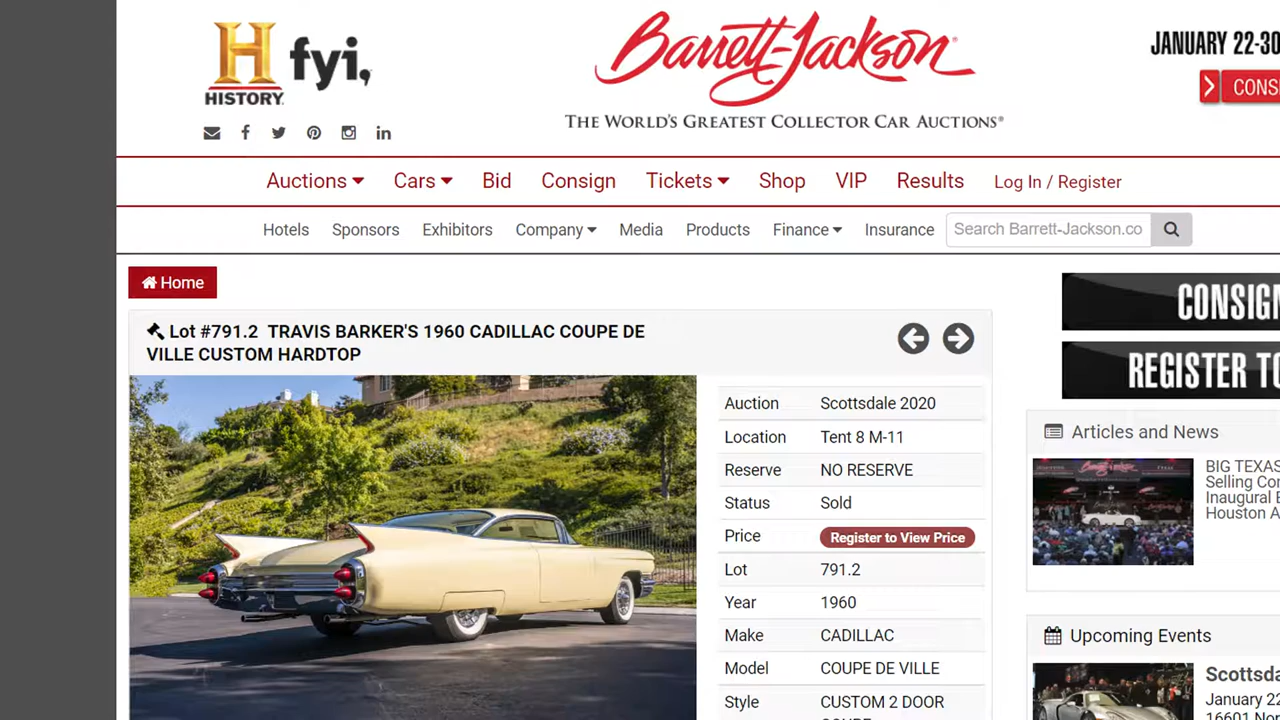 HISTORY.
fyi,
Barrett-Jackson®
THE WORLD'S GREATEST COLLECTOR CAR AUCTIONS®
JANUARY 22-30
CONSI
Auctions Cars Bid Consign Tickets Shop VIP Results Log In / Register
Hotels Sponsors Exhibitors Company Media Products Finance Insurance Search Barrett-Jackson.co
Home
Lot #791.2 TRAVIS BARKER'S 1960 CADILLAC COUPE DE
VILLE CUSTOM HARDTOP
Auction Scottsdale 2020
Location Tent 8 M-11
Reserve NO RESERVE
Status Sold
Price Register to View Price
Lot 791.2
Year 1960
Make CADILLAC
Model COUPE DE VILLE
Style CUSTOM 2 DOOR
CONSIGN
REGISTER TO
Articles and News
BIG TEXAS
Selling Con
Inaugural B
Houston A
Upcoming Events
Scottsda
January 22